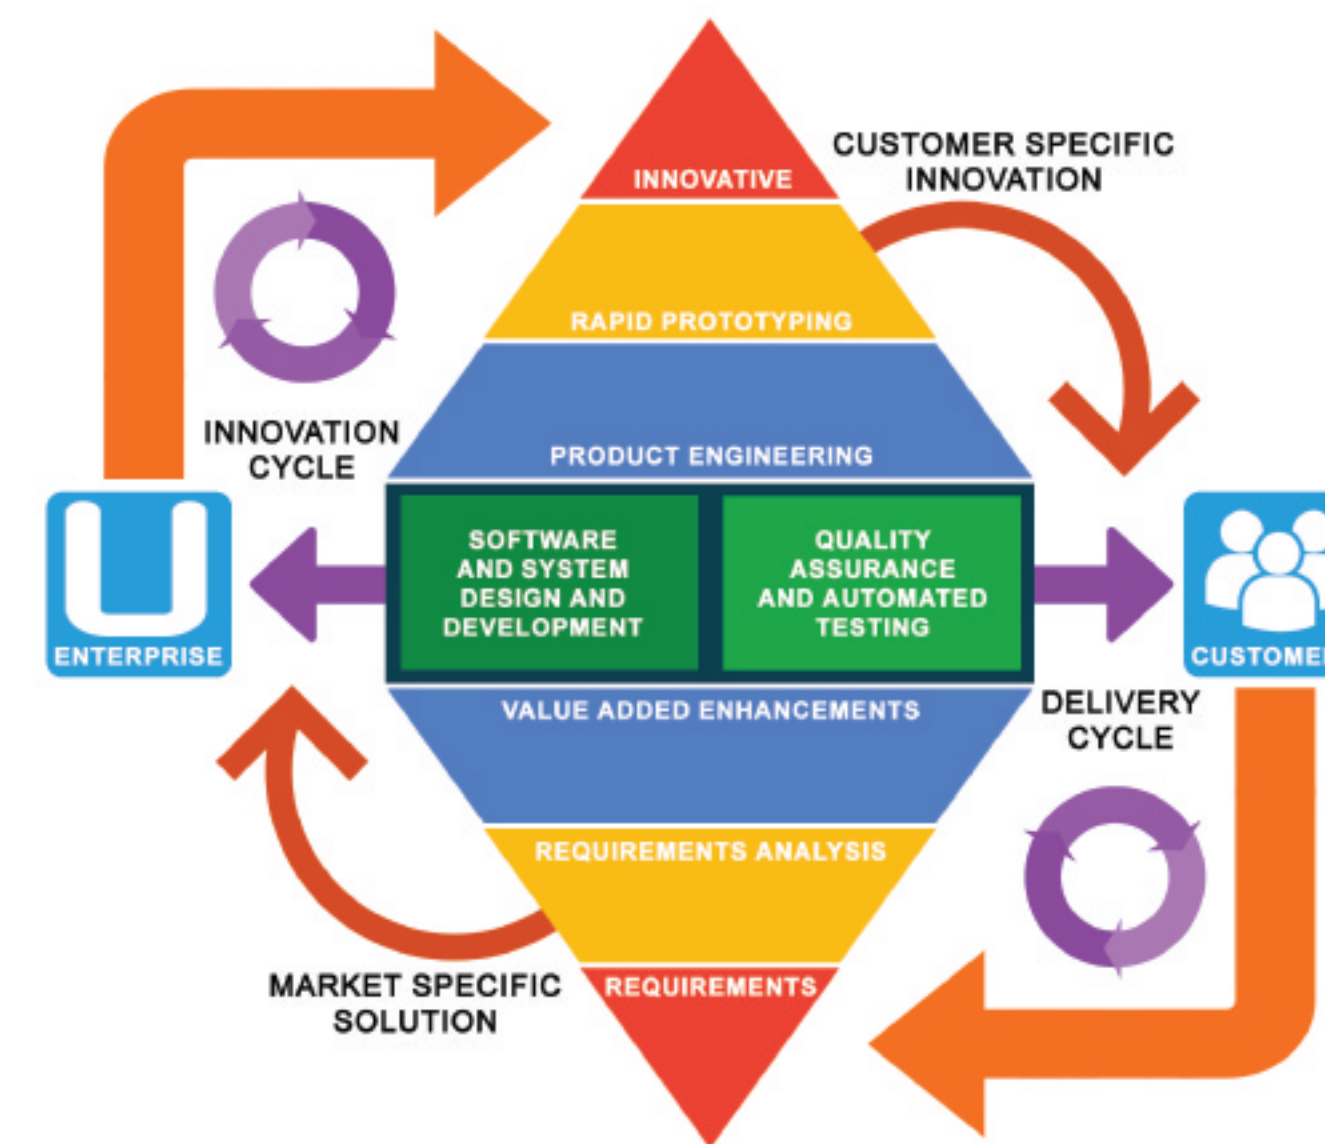 INNOVATIVE
CUSTOMER SPECIFIC
INNOVATION
RAPID PROTOTYPING
INNOVATION
CYCLE
PRODUCT ENGINEERING
ENTERPRISE
SOFTWARE
AND SYSTEM
DESIGN AND
DEVELOPMENT
QUALITY
ASSURANCE
AND AUTOMATED
TESTING
CUSTOMER
VALUE ADDED ENHANCEMENTS
DELIVERY
CYCLE
REQUIREMENTS ANALYSIS
MARKET SPECIFIC
SOLUTION
REQUIREMENTS